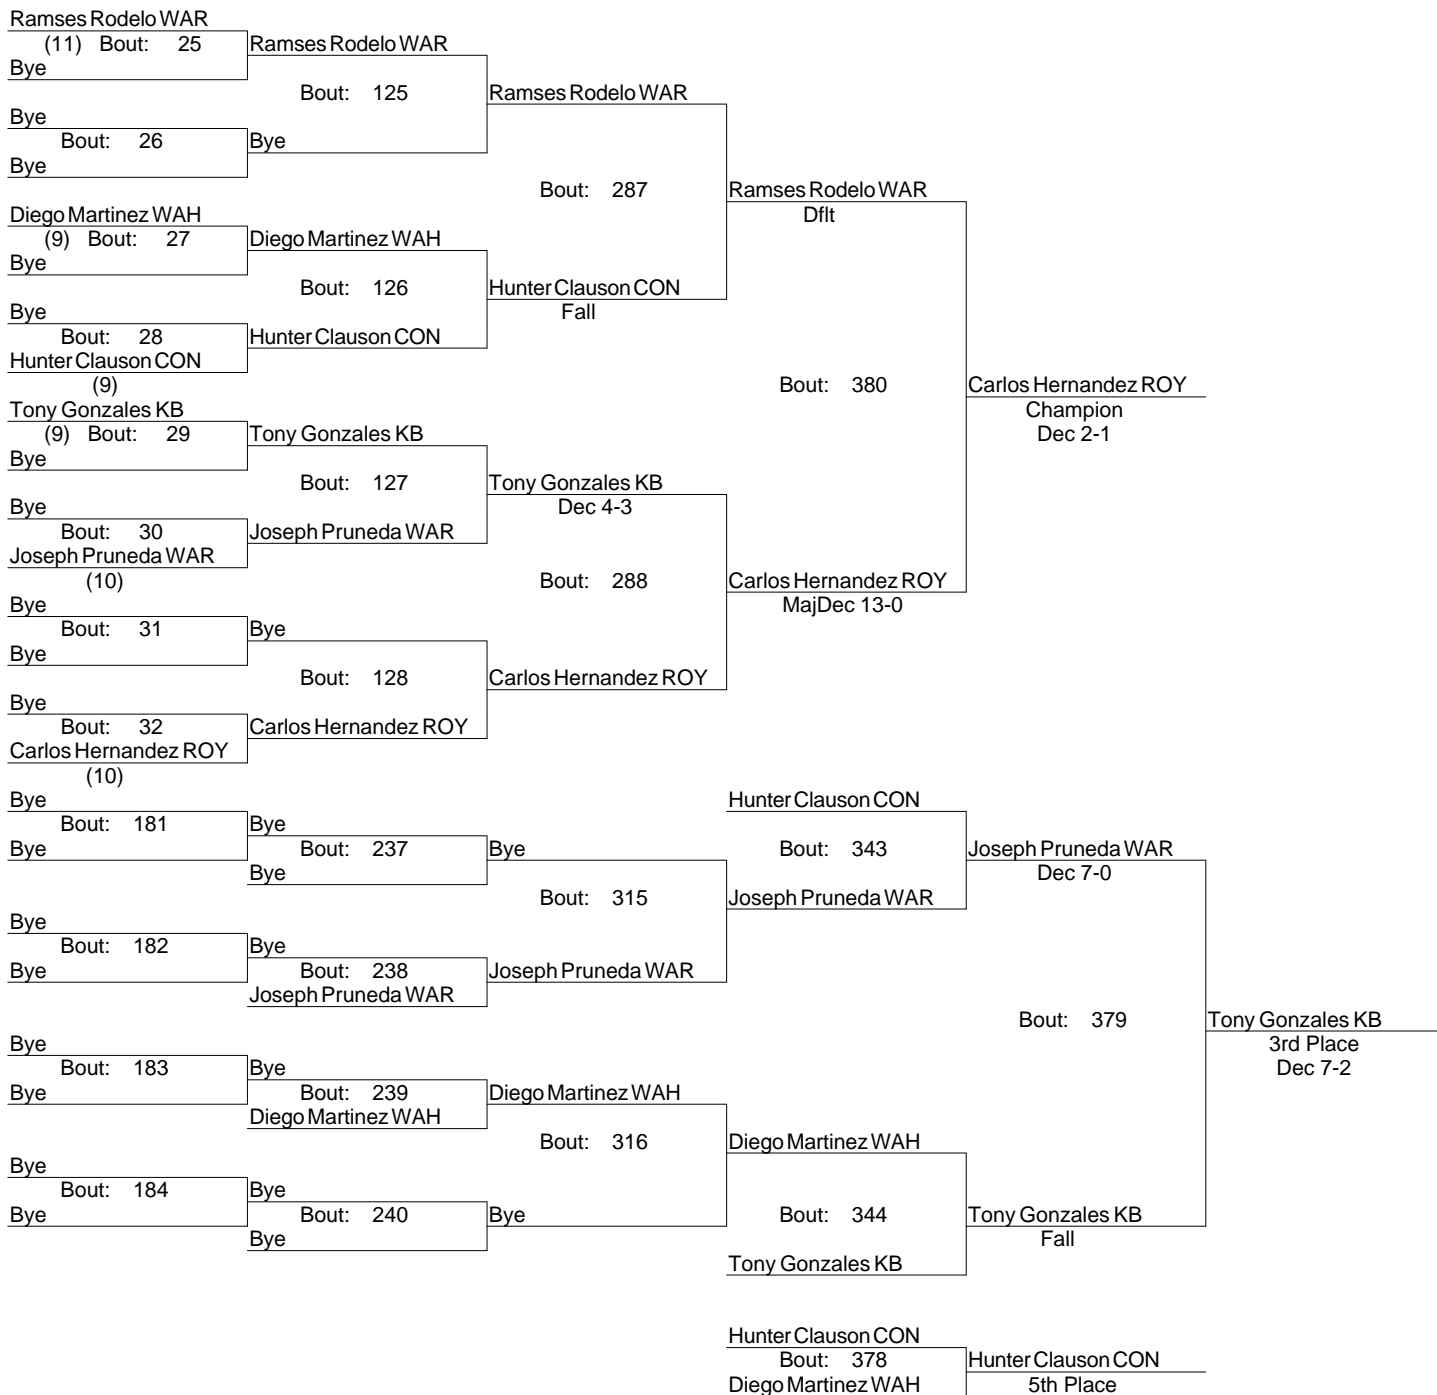 Ramses Rodelo WAR
(11) Bout: 25 Ramses Rodelo WAR
Bye
Bout: 125 Ramses Rodelo WAR
Bye
Bout: 26 Bye
Bye
Bout: 287 Ramses Rodelo WAR
Dflt
Diego Martinez WAH
(9) Bout: 27 Diego Martinez WAH
Bye
Bout: 126 Hunter Clauson CON
Fall
Bye
Bout: 28 Hunter Clauson CON
Hunter Clauson CON
(9)
Bout: 380 Carlos Hernandez ROY
Champion
Dec 2-1
Tony Gonzales KB
(9) Bout: 29 Tony Gonzales KB
Bye
Bout: 127 Tony Gonzales KB
Dec 4-3
Bye
Bout: 30 Joseph Pruneda WAR
Joseph Pruneda WAR
(10)
Bout: 288 Carlos Hernandez ROY
MajDec 13-0
Bye
Bout: 31 Bye
Bye
Bout: 128 Carlos Hernandez ROY
Bye
Bout: 32 Carlos Hernandez ROY
Carlos Hernandez ROY
(10)
Bye Hunter Clauson CON
Bout: 181 Bye
Bye Bout: 237 Bye Bout: 343 Joseph Pruneda WAR
Bye Dec 7-0
Bout: 315 Joseph Pruneda WAR
Bye
Bout: 182 Bye
Bye Bout: 238 Joseph Pruneda WAR
Joseph Pruneda WAR
Bout: 379 Tony Gonzales KB
3rd Place
Dec 7-2
Bye
Bout: 183 Bye
Bye Bout: 239 Diego Martinez WAH
Diego Martinez WAH
Bout: 316 Diego Martinez WAH
Bye
Bout: 184 Bye
Bye Bout: 240 Bye Bout: 344 Tony Gonzales KB
Bye Fall
Tony Gonzales KB
Hunter Clauson CON
Bout: 378 Hunter Clauson CON
Diego Martinez WAH 5th Place